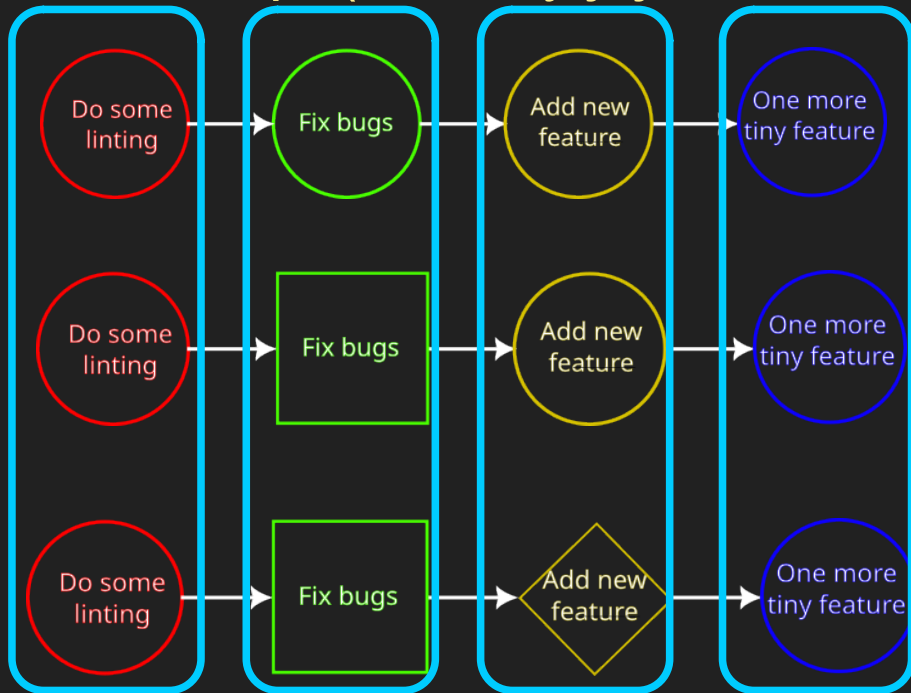 Do some
linting
Fix bugs
Add new
feature
One more
tiny feature
Do some
linting
Fix bugs
Add new
feature
One more
tiny feature
Do some
linting
Fix bugs
Add new
feature
One more
tiny feature